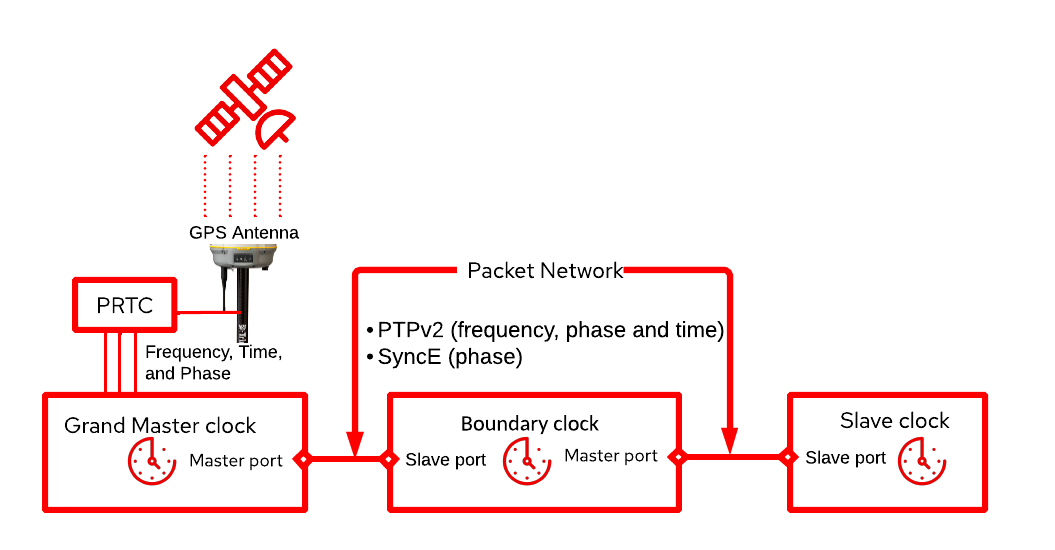 GPS Antenna
Packet Network
PRTC
• PTPv2 (frequency, phase and time)
• SyncE (phase)
Frequency, Time,
and Phase
Grand Master clock
Master port
Boundary clock
Slave port
Master port
Slave clock
Slave port